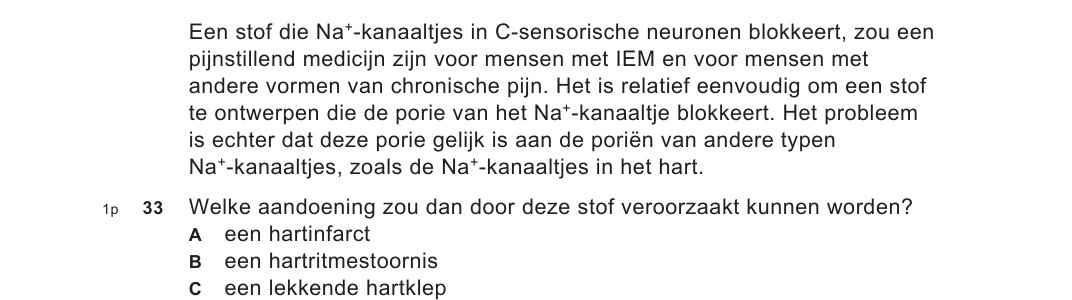 Een stof die Na⁺-kanaaltjes in C-sensorische neuronen blokkeert, zou een
pijnstillend medicijn zijn voor mensen met IEM en voor mensen met
andere vormen van chronische pijn. Het is relatief eenvoudig om een stof
te ontwerpen die de porie van het Na⁺-kanaaltje blokkeert. Het probleem
is echter dat deze porie gelijk is aan de poriën van andere typen
Na⁺-kanaaltjes, zoals de Na⁺-kanaaltjes in het hart.
1p 33 Welke aandoening zou dan door deze stof veroorzaakt kunnen worden?
A een hartinfarct
B een hartritmestoornis
C een lekkende hartklep